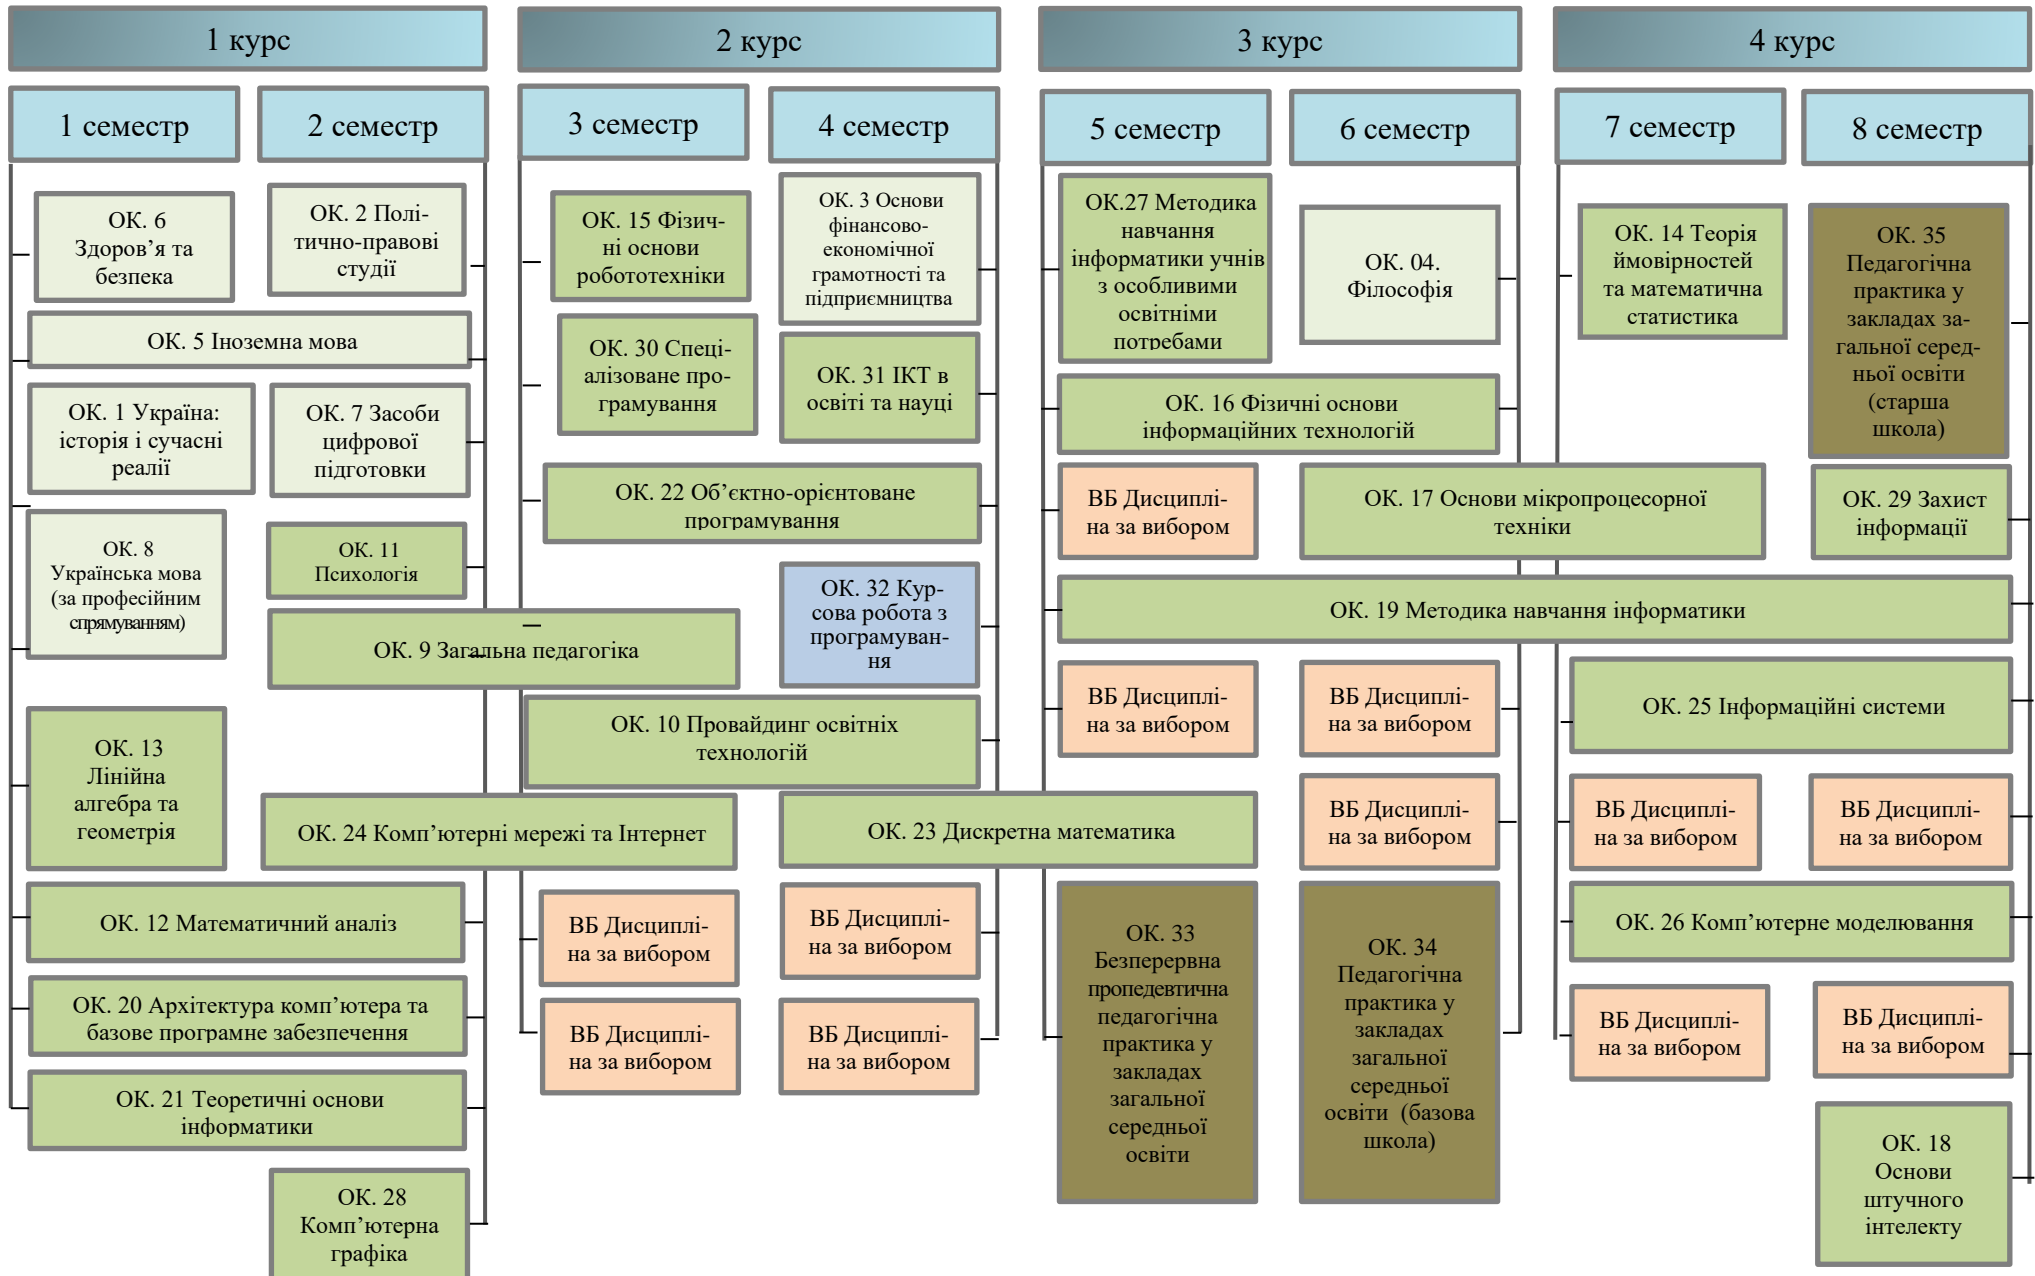 1 курс
2 курс
3 курс
4 курс
1 семестр
2 семестр
3 семестр
4 семестр
5 семестр
6 семестр
7 семестр
8 семестр
ОК. 6
Здоров’я та
безпека
ОК. 2 Полі-
тично-правові
студії
ОК. 5 Іноземна мова
ОК. 1 Україна:
історія і сучасні
реалії
ОК. 7 Засоби
цифрової
підготовки
ОК. 8
Українська мова
(за професійним
спрямуванням)
ОК. 11
Психологія
ОК. 9 Загальна педагогіка
ОК. 13
Лінійна
алгебра та
геометрія
ОК. 24 Комп’ютерні мережі та Інтернет
ОК. 12 Математичний аналіз
ОК. 20 Архітектура комп’ютера та
базове програмне забезпечення
ОК. 21 Теоретичні основи
інформатики
ОК. 28
Комп’ютерна
графіка
ОК. 15 Фізич-
ні основи
робототехніки
ОК. 3 Основи
фінансово-
економічної
грамотності та
підприємництва
ОК. 30 Спеці-
алізоване про-
грамування
ОК. 31 ІКТ в
освіті та науці
ОК. 22 Об’єктно-орієнтоване
програмування
ОК. 32 Кур-
сова робота з
програмуван-
ня
ОК. 10 Провайдинг освітніх
технологій
ОК. 23 Дискретна математика
ВБ Дисциплі-
на за вибором
ВБ Дисциплі-
на за вибором
ВБ Дисциплі-
на за вибором
ВБ Дисциплі-
на за вибором
ОК.27 Методика
навчання
інформатики учнів
з особливими
освітніми
потребами
ОК. 04.
Філософія
ОК. 16 Фізичні основи
інформаційних технологій
ВБ Дисциплі-
на за вибором
ОК. 17 Основи мікропроцесорної
техніки
ОК. 19 Методика навчання інформатики
ВБ Дисциплі-
на за вибором
ВБ Дисциплі-
на за вибором
ВБ Дисциплі-
на за вибором
ОК. 33
Безперервна
пропедевтична
педагогічна
практика у
закладах
загальної
середньої
освіти
ОК. 34
Педагогічна
практика у
закладах
загальної
середньої
освіти (базова
школа)
ОК. 14 Теорія
ймовірностей
та математична
статистика
ОК. 35
Педагогічна
практика у
закладах за-
гальної серед-
ньої освіти
(старша
школа)
ОК. 29 Захист
інформації
ОК. 25 Інформаційні системи
ВБ Дисциплі-
на за вибором
ВБ Дисциплі-
на за вибором
ОК. 26 Комп’ютерне моделювання
ВБ Дисциплі-
на за вибором
ВБ Дисциплі-
на за вибором
ОК. 18
Основи
штучного
інтелекту